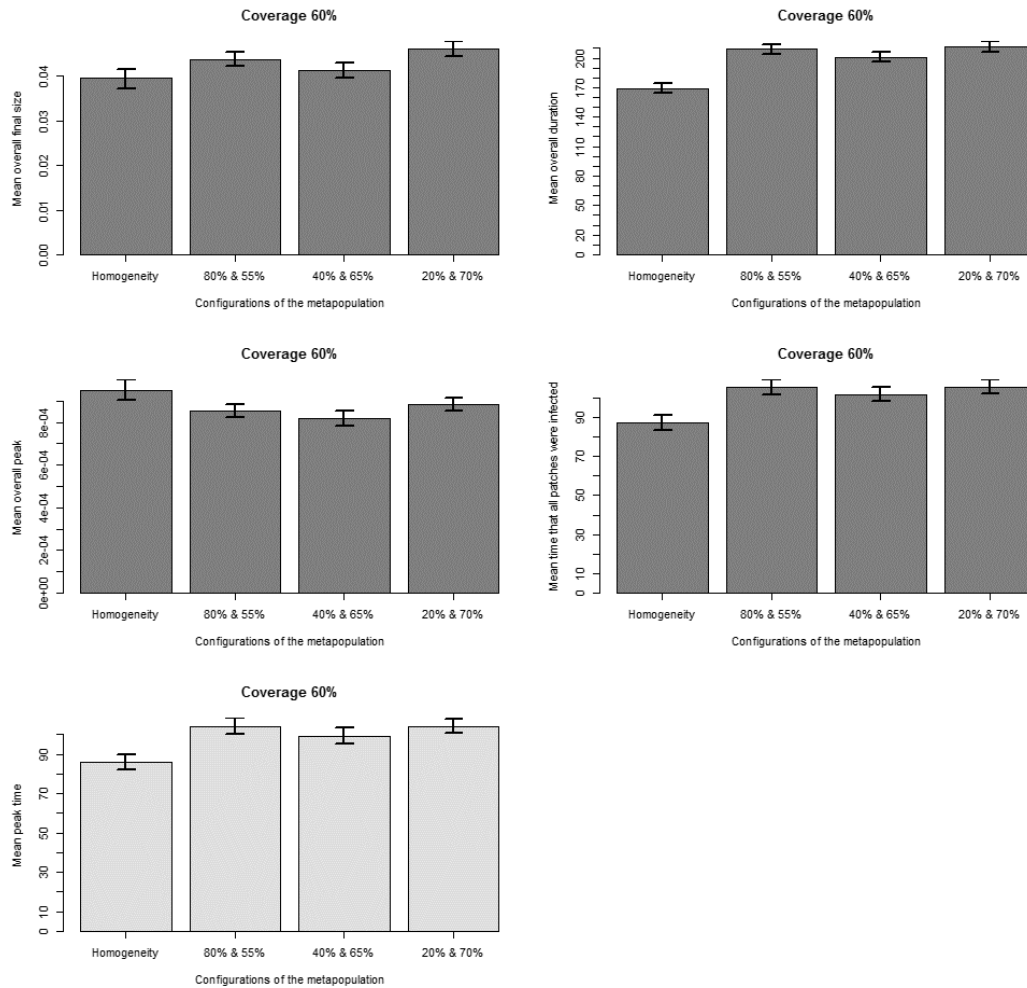 Coverage 60%
Mean overall final size
0.00 0.01 0.02 0.03 0.04
Homogeneity 80% & 55% 40% & 65% 20% & 70%
Configurations of the metapopulation
Coverage 60%
Mean overall duration
0 20 50 80 110 140 170 200
Homogeneity 80% & 55% 40% & 65% 20% & 70%
Configurations of the metapopulation
Coverage 60%
Mean overall peak
0e+00 2e-04 4e-04 6e-04 8e-04
Homogeneity 80% & 55% 40% & 65% 20% & 70%
Configurations of the metapopulation
Coverage 60%
Mean time that all patches were infected
0 10 30 50 70 90
Homogeneity 80% & 55% 40% & 65% 20% & 70%
Configurations of the metapopulation
Coverage 60%
Mean peak time
0 10 30 50 70 90
Homogeneity 80% & 55% 40% & 65% 20% & 70%
Configurations of the metapopulation